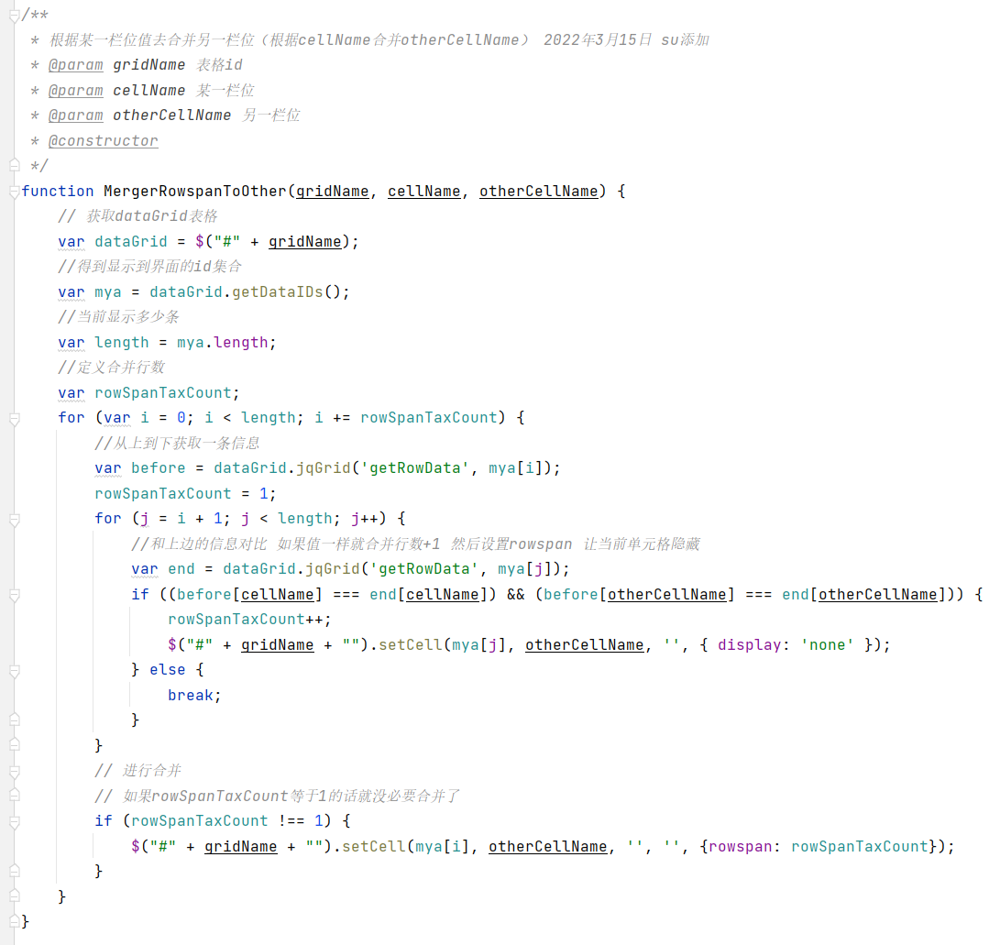 /**
 * 根据某一栏位值去合并另一栏位（根据cellName合并otherCellName） 2022年3月15日 su添加
 * @param gridName 表格id
 * @param cellName 某一栏位
 * @param otherCellName 另一栏位
 * @constructor
 */
function MergerRowspanToOther(gridName, cellName, otherCellName) {
    // 获取dataGrid表格
    var dataGrid = $("#" + gridName);
    //得到显示到界面的id集合
    var mya = dataGrid.getDataIDs();
    //当前显示多少条
    var length = mya.length;
    //定义合并行数
    var rowSpanTaxCount;
    for (var i = 0; i < length; i += rowSpanTaxCount) {
        //从上到下获取一条信息
        var before = dataGrid.jqGrid('getRowData', mya[i]);
        rowSpanTaxCount = 1;
        for (j = i + 1; j < length; j++) {
            //和上边的信息对比 如果值一样就合并行数+1 然后设置rowspan 让当前单元格隐藏
            var end = dataGrid.jqGrid('getRowData', mya[j]);
            if ((before[cellName] === end[cellName]) && (before[otherCellName] === end[otherCellName])) {
                rowSpanTaxCount++;
                $("#" + gridName + "").setCell(mya[j], otherCellName, '', { display: 'none' });
            } else {
                break;
            }
        }
        // 进行合并
        // 如果rowSpanTaxCount等于1的话就没必要合并了
        if (rowSpanTaxCount !== 1) {
            $("#" + gridName + "").setCell(mya[i], otherCellName, '', '', {rowspan: rowSpanTaxCount});
        }
    }
}